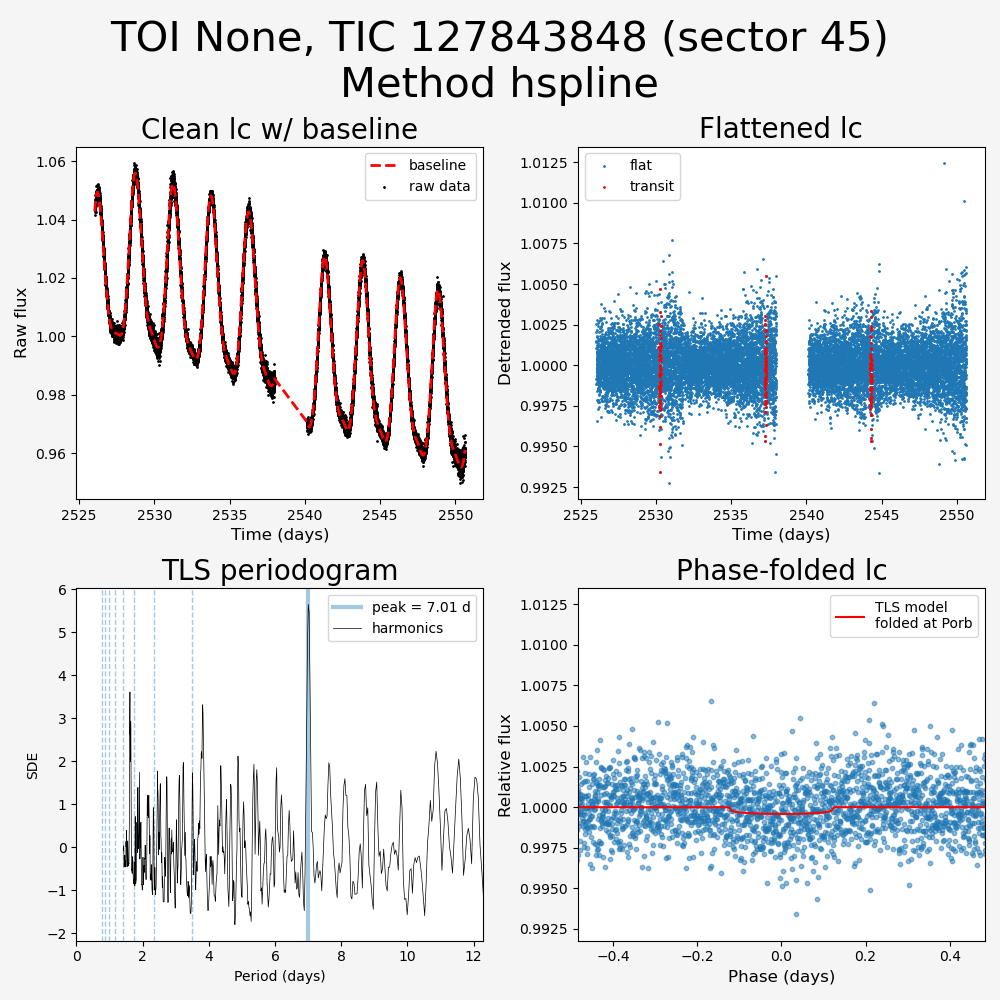 TOI None, TIC 127843848 (sector 45)
Method hspline
Clean lc w/ baseline
Flattened lc
1.06
1.04
1.02
1.00
0.98
0.96
Raw flux
baseline
raw data
2525
2530
2535
2540
2545
2550
Time (days)
1.0125
1.0100
1.0075
1.0050
1.0025
1.0000
0.9975
0.9950
0.9925
Detrended flux
flat
transit
2525
2530
2535
2540
2545
2550
Time (days)
TLS periodogram
Phase-folded lc
6
5
4
3
2
1
0
−1
−2
SDE
peak = 7.01 d
harmonics
0
2
4
6
8
10
12
Period (days)
1.0125
1.0100
1.0075
1.0050
1.0025
1.0000
0.9975
0.9950
0.9925
Relative flux
TLS model
folded at Porb
−0.4
−0.2
0.0
0.2
0.4
Phase (days)